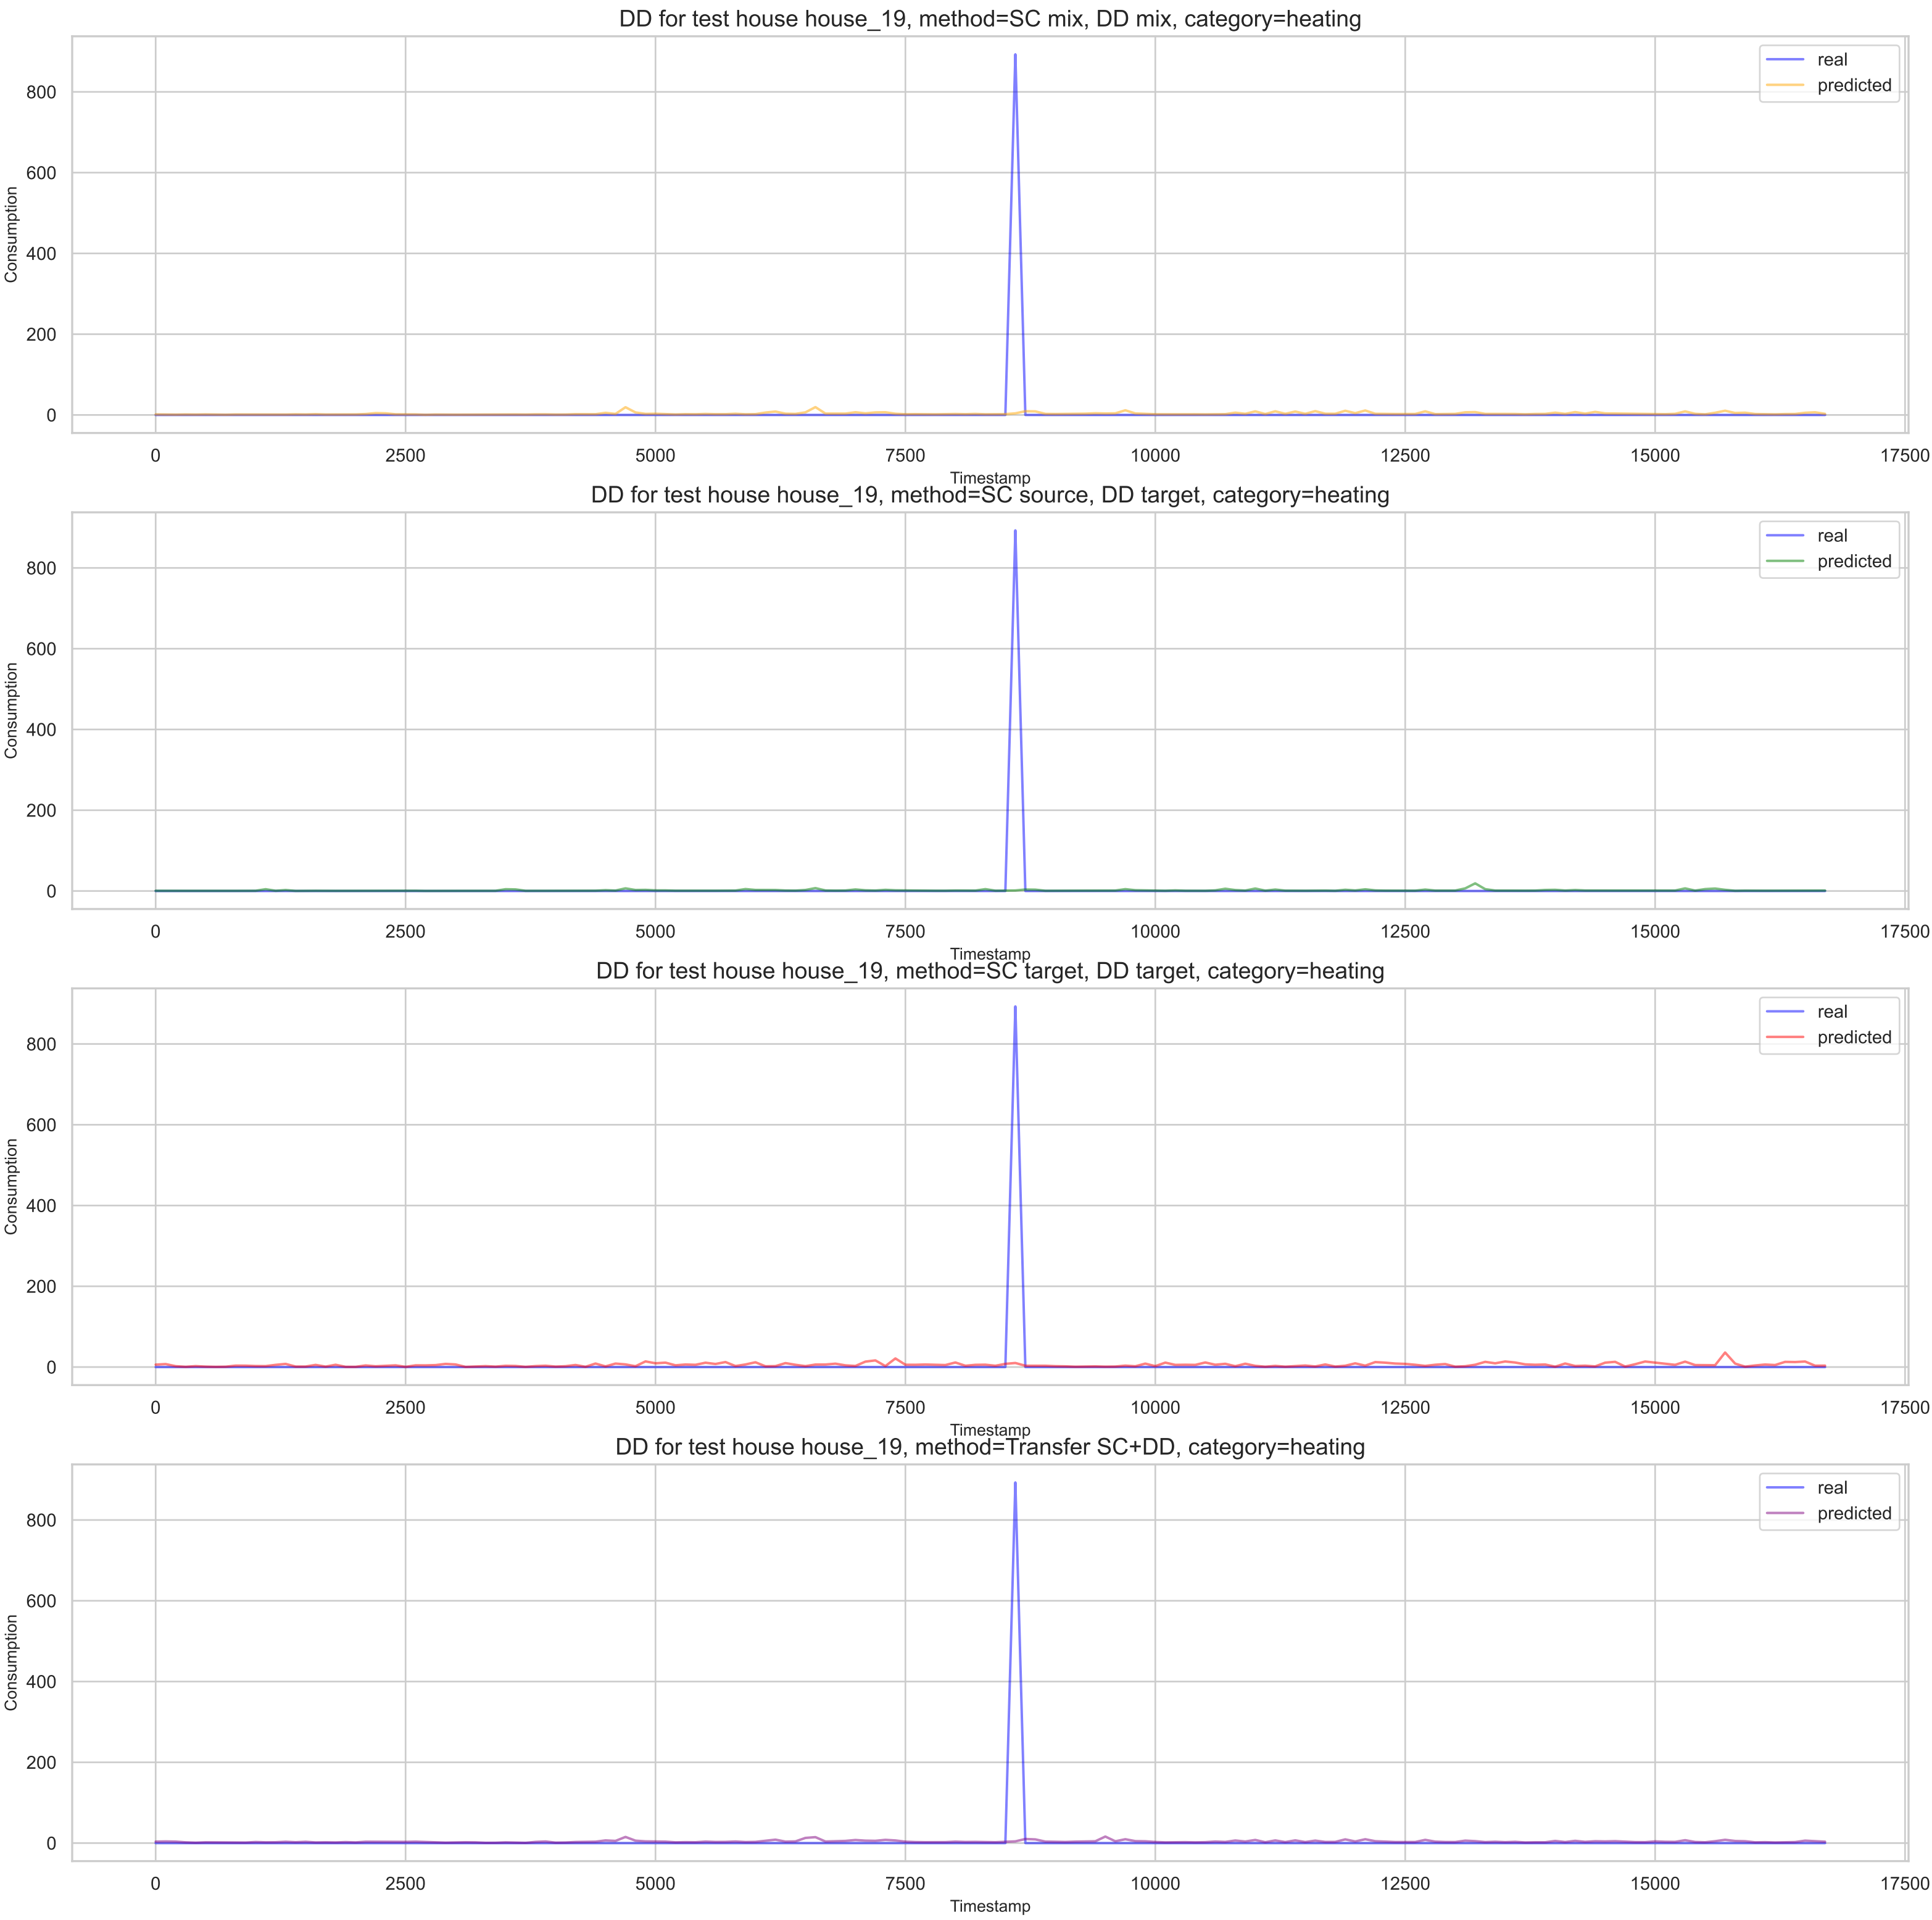 DD for test house house_19, method=SC mix, DD mix, category=heating
real
predicted
800
600
400
200
0
Consumption
0 2500 5000 7500 10000 12500 15000 17500
Timestamp
DD for test house house_19, method=SC source, DD target, category=heating
real
predicted
800
600
400
200
0
Consumption
0 2500 5000 7500 10000 12500 15000 17500
Timestamp
DD for test house house_19, method=SC target, DD target, category=heating
real
predicted
800
600
400
200
0
Consumption
0 2500 5000 7500 10000 12500 15000 17500
Timestamp
DD for test house house_19, method=Transfer SC+DD, category=heating
real
predicted
800
600
400
200
0
Consumption
0 2500 5000 7500 10000 12500 15000 17500
Timestamp